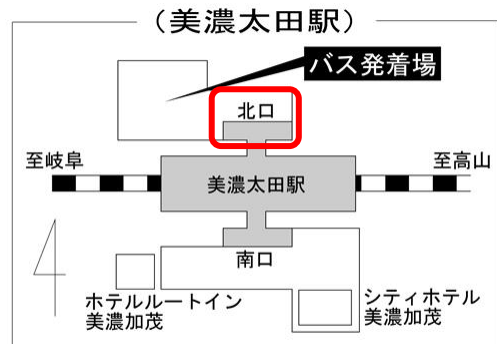 (美濃太田駅)
バス発着場
北口
至岐阜
至高山
美濃太田駅
南口
ホテルルートイン
美濃加茂
シティホテル
美濃加茂